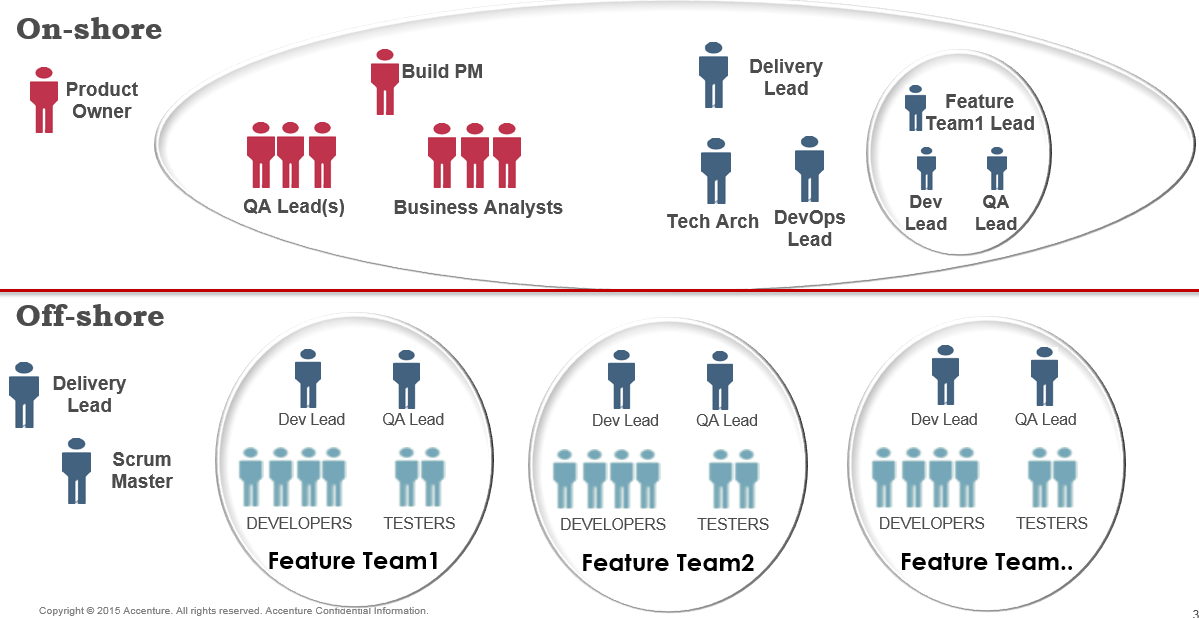 On-shore
Product
Owner
Build PM
QA Lead(s)
Business Analysts
Delivery
Lead
Tech Arch
DevOps
Lead
Feature
Team1 Lead
Dev
Lead
QA
Lead
Off-shore
Delivery
Lead
Scrum
Master
Dev Lead
QA Lead
DEVELOPERS
TESTERS
Feature Team1
Dev Lead
QA Lead
DEVELOPERS
TESTERS
Feature Team2
Dev Lead
QA Lead
DEVELOPERS
TESTERS
Feature Team..
Copyright © 2015 Accenture. All rights reserved. Accenture Confidential Information.
3